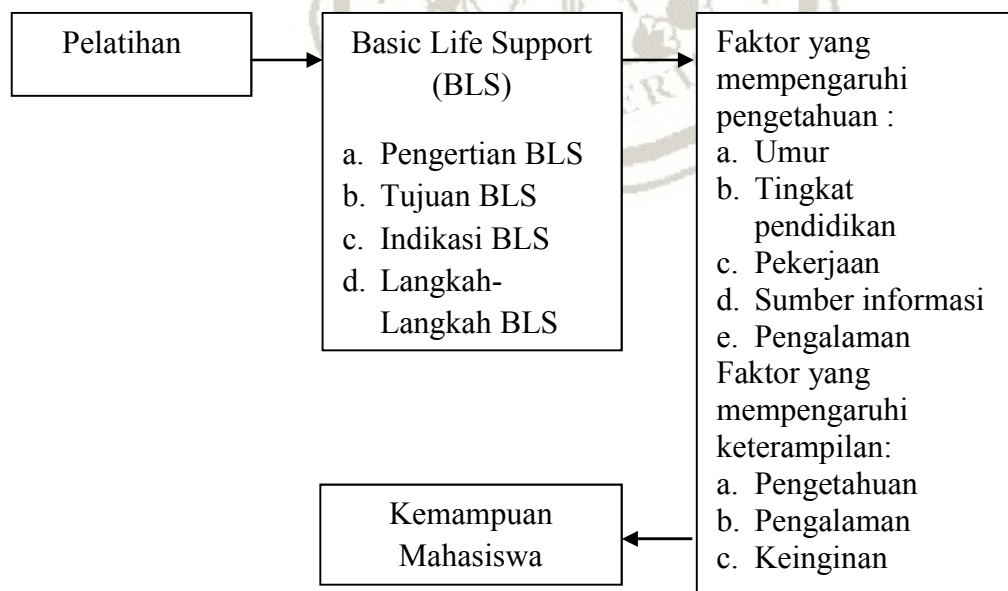 Pelatihan
Basic Life Support
(BLS)
a. Pengertian BLS
b. Tujuan BLS
c. Indikasi BLS
d. Langkah-
Langkah BLS
Faktor yang
mempengaruhi
pengetahuan :
a. Umur
b. Tingkat
pendidikan
c. Pekerjaan
d. Sumber informasi
e. Pengalaman
Faktor yang
mempengaruhi
keterampilan:
a. Pengetahuan
b. Pengalaman
c. Keinginan
Kemampuan
Mahasiswa